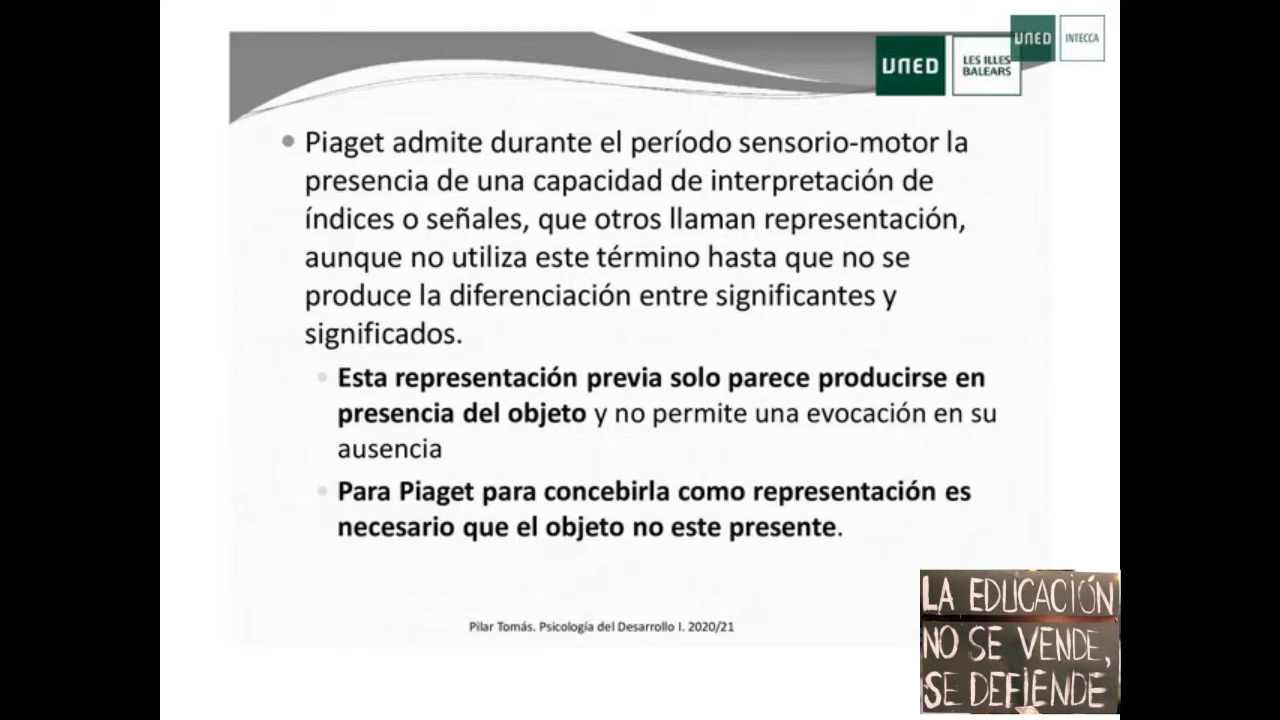 UNED
INTECCA
UNED
LES ILLES
BALEARS
Piaget admite durante el período sensorio-motor la
presencia de una capacidad de interpretación de
índices o señales, que otros llaman representación,
aunque no utiliza este término hasta que no se
produce la diferenciación entre significantes y
significados.
Esta representación previa solo parece producirse en
presencia del objeto y no permite una evocación en su
ausencia
Para Piaget para concebirla como representación es
necesario que el objeto no este presente.
Pilar Tomás. Psicología del Desarrollo I. 2020/21
LA EDUCACIÓN
NO SE VENDE,
SE DEFIENDE